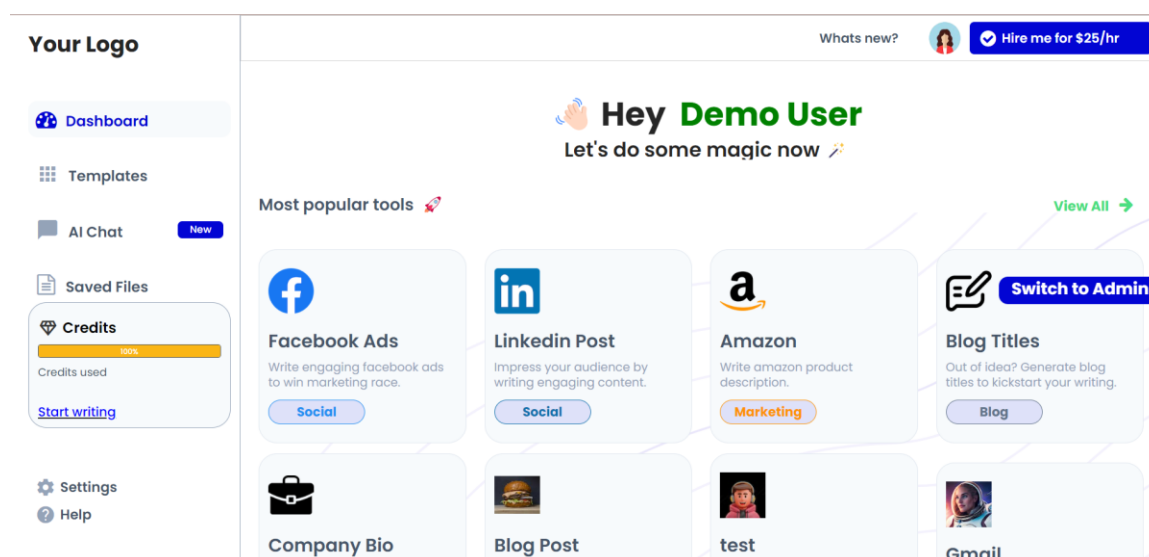 Your Logo
Whats new?
Hire me for $25/hr
Dashboard
Templates
AI Chat
New
Saved Files
Credits
100%
Credits used
Start writing
Settings
Help
Hey Demo User
Let's do some magic now
Most popular tools
View All
Facebook Ads
Write engaging facebook ads
to win marketing race.
Social
Linkedin Post
Impress your audience by
writing engaging content.
Social
Amazon
Write amazon product
description.
Marketing
Switch to Admin
Blog Titles
Out of idea? Generate blog
titles to kickstart your writing.
Blog
Company Bio
Blog Post
test
Gmail